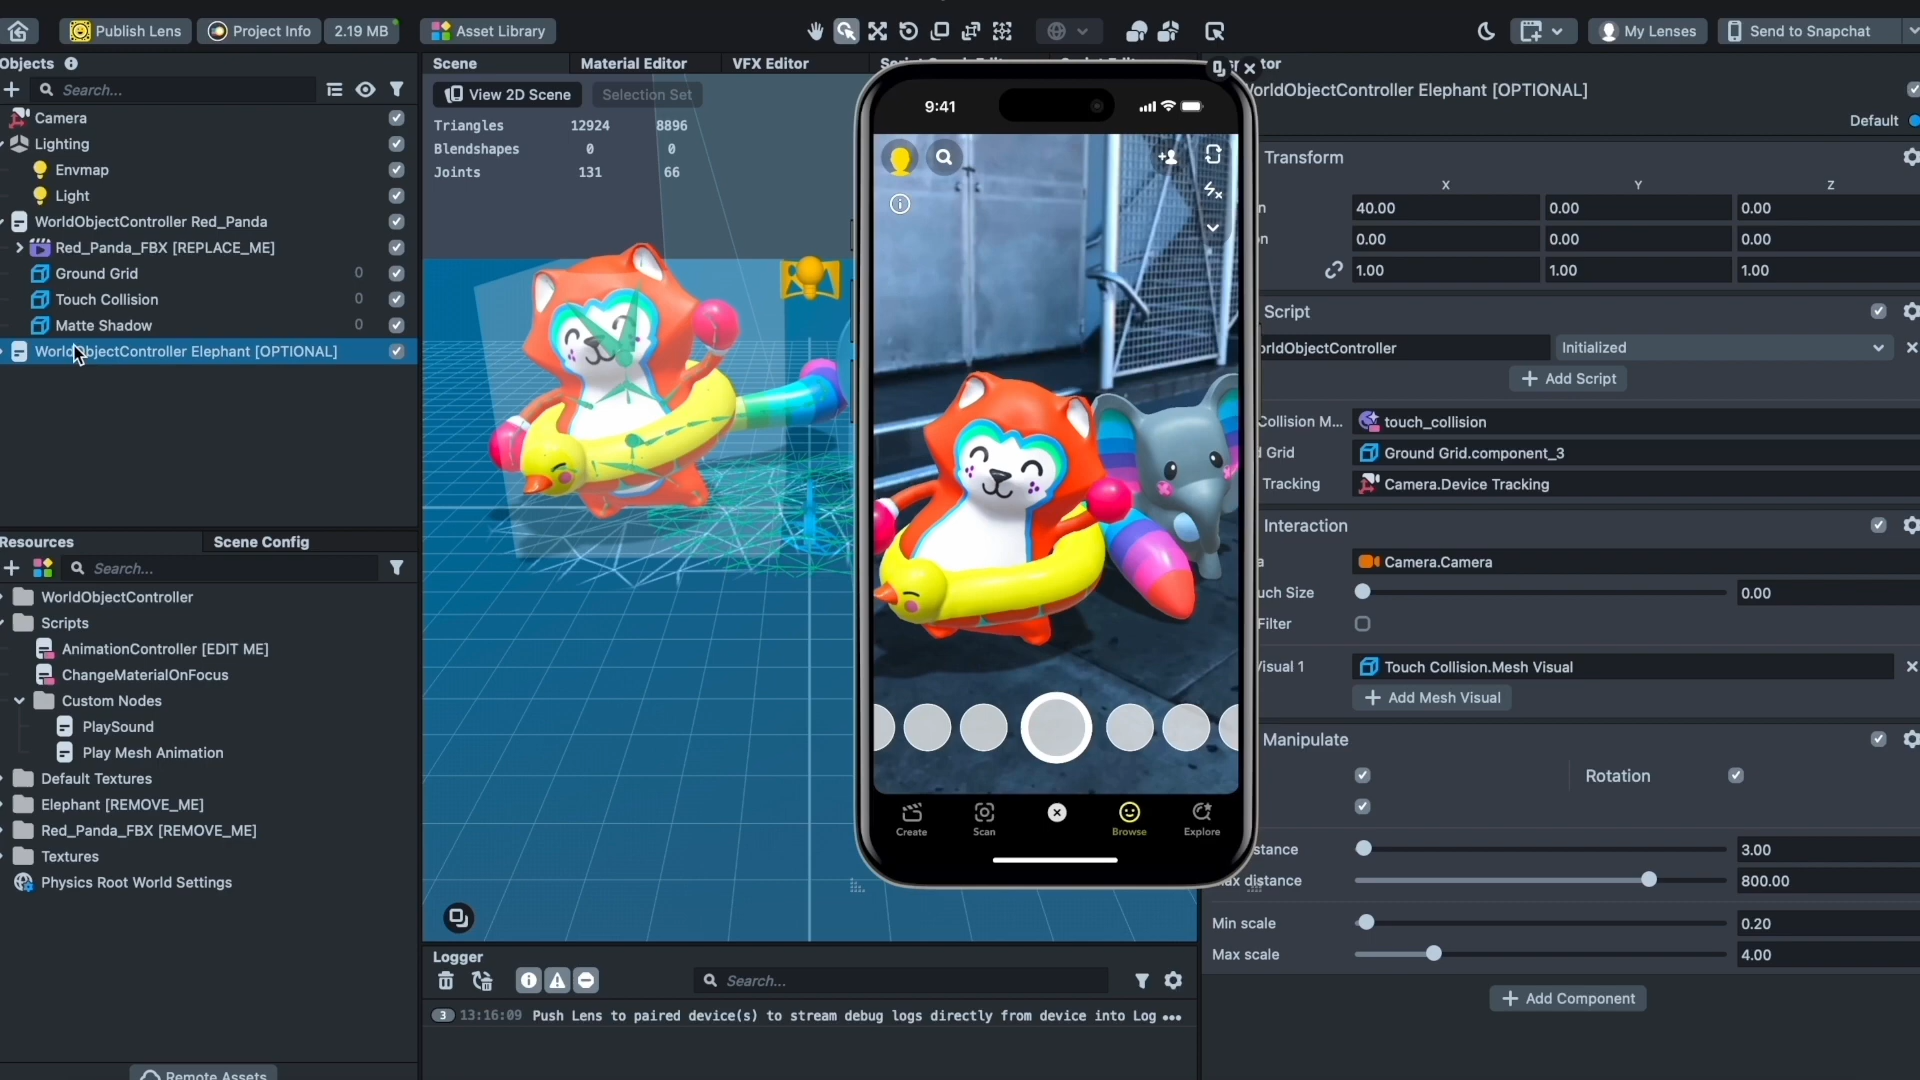 Publish Lens
Project Info
2.19 MB
Asset Library
My Lenses
Send to Snapchat
Objects
Search...
Camera
Lighting
Envmap
Light
WorldObjectController Red_Panda
Red_Panda_FBX [REPLACE_ME]
Ground Grid 0
Touch Collision 0
Matte Shadow 0
WorldObjectController Elephant [OPTIONAL]
Resources
Scene Config
Search...
WorldObjectController
Scripts
AnimationController [EDIT ME]
ChangeMaterialOnFocus
Custom Nodes
PlaySound
Play Mesh Animation
Default Textures
Elephant [REMOVE_ME]
Red_Panda_FBX [REMOVE_ME]
Textures
Physics Root World Settings
Remote Assets
Scene
Material Editor
VFX Editor
View 2D Scene
Selection Set
Triangles 12924 8896
Blendshapes 0 0
Joints 131 66
9:41
Create
Scan
Browse
Explore
Logger
Search...
3 13:16:09 Push Lens to paired device(s) to stream debug logs directly from device into Log •••
tor
WorldObjectController Elephant [OPTIONAL]
Default
Transform
X Y Z
n 40.00 0.00 0.00
n 0.00 0.00 0.00
1.00 1.00 1.00
Script
orldObjectController
Initialized
+ Add Script
Collision M... touch_collision
d Grid Ground Grid.component_3
Tracking Camera.Device Tracking
Interaction
a Camera.Camera
uch Size 0.00
Filter
isual 1 Touch Collision.Mesh Visual
+ Add Mesh Visual
Manipulate
Rotation
stance 3.00
ax distance 800.00
Min scale 0.20
Max scale 4.00
+ Add Component